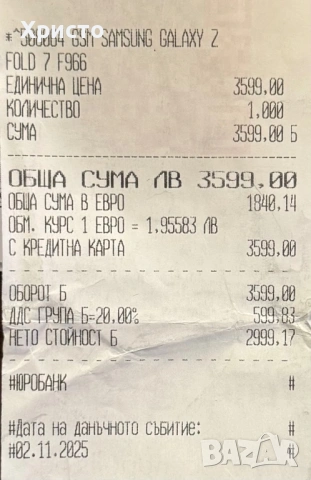 Христо
*^500004 GSM SAMSUNG GALAXY Z
FOLD 7 F966
ЕДИНИЧНА ЦЕНА 3599,00
КОЛИЧЕСТВО 1,000
СУМА 3599,00 Б
ОБЩА СУМА ЛВ 3599,00
ОБЩА СУМА В ЕВРО 1840,14
ОБМ. КУРС 1 ЕВРО = 1,95583 ЛВ
С КРЕДИТНА КАРТА 3599,00
ОБОРОТ Б 3599,00
ДДС ГРУПА Б=20,00% 599,83
НЕТО СТОЙНОСТ Б 2999,17
#ЮРОБАНК #
# #
#Дата на данъчното събитие: #
#02.11.2025 #
BAZAR